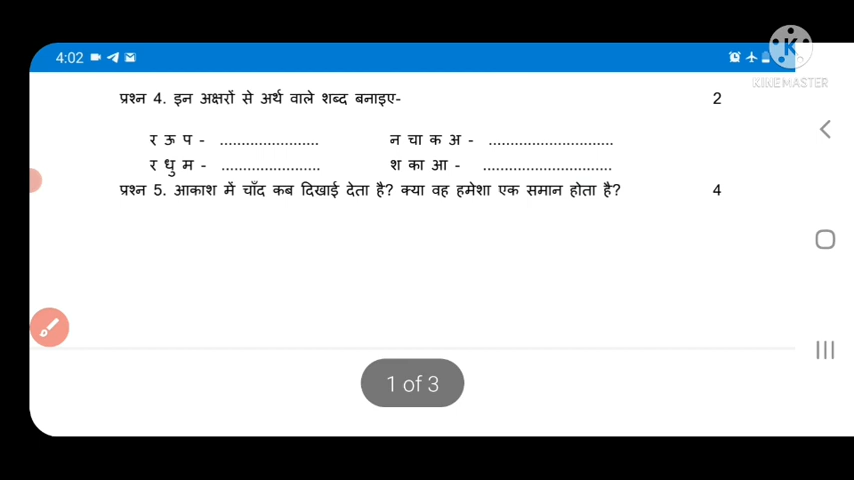 4:02
KINEMASTER
प्रश्न 4. इन अक्षरों से अर्थ वाले शब्द बनाइए- 2
र ऊ प - ....................... न चा क अ - .............................
र धु म - ....................... श का आ - ..............................
प्रश्न 5. आकाश में चाँद कब दिखाई देता है? क्या वह हमेशा एक समान होता है? 4
1 of 3